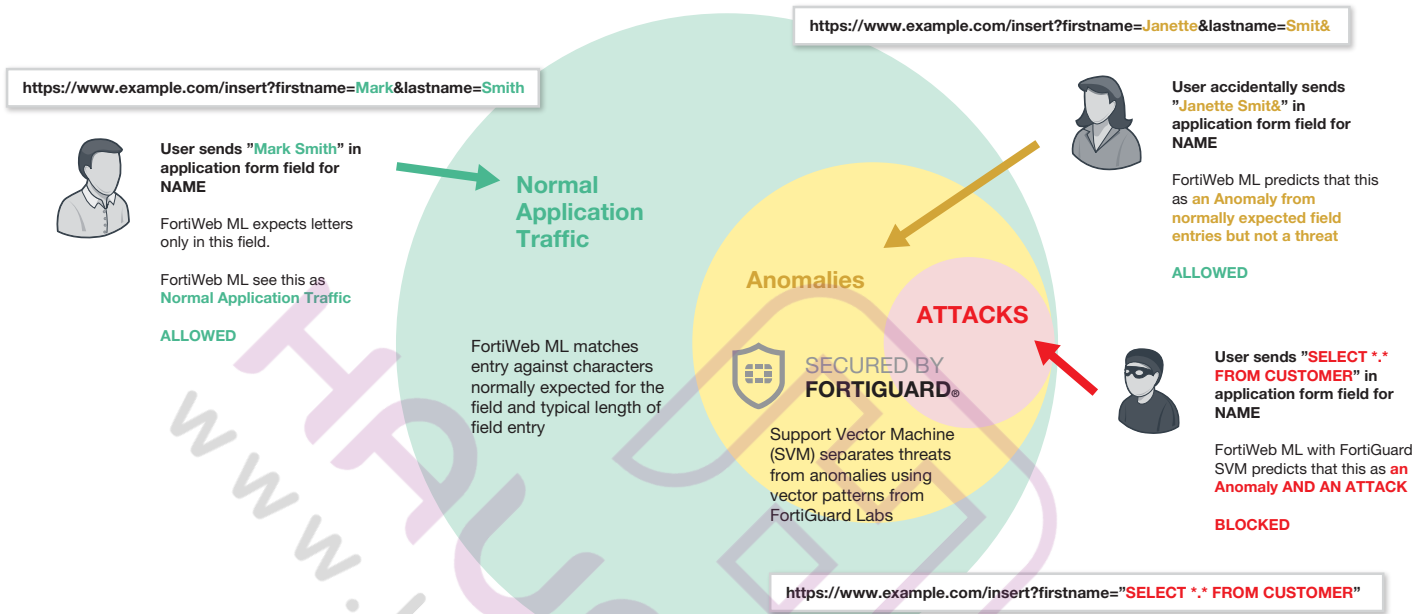 https://www.example.com/insert?firstname=Janette&lastname=Smit&
https://www.example.com/insert?firstname=Mark&lastname=Smith
User sends "Mark Smith" in
application form field for
NAME
FortiWeb ML expects letters
only in this field.
FortiWeb ML see this as
Normal Application Traffic
ALLOWED
Normal
Application
Traffic
FortiWeb ML matches
entry against characters
normally expected for the
field and typical length of
field entry
Anomalies
ATTACKS
SECURED BY
FORTIGUARD®
Support Vector Machine
(SVM) separates threats
from anomalies using
vector patterns from
FortiGuard Labs
User accidentally sends
"Janette Smit&" in
application form field for
NAME
FortiWeb ML predicts that this
as an Anomaly from
normally expected field
entries but not a threat
ALLOWED
User sends "SELECT *.*
FROM CUSTOMER" in
application form field for
NAME
FortiWeb ML with FortiGuard
SVM predicts that this as an
Anomaly AND AN ATTACK
BLOCKED
https://www.example.com/insert?firstname="SELECT *.* FROM CUSTOMER"